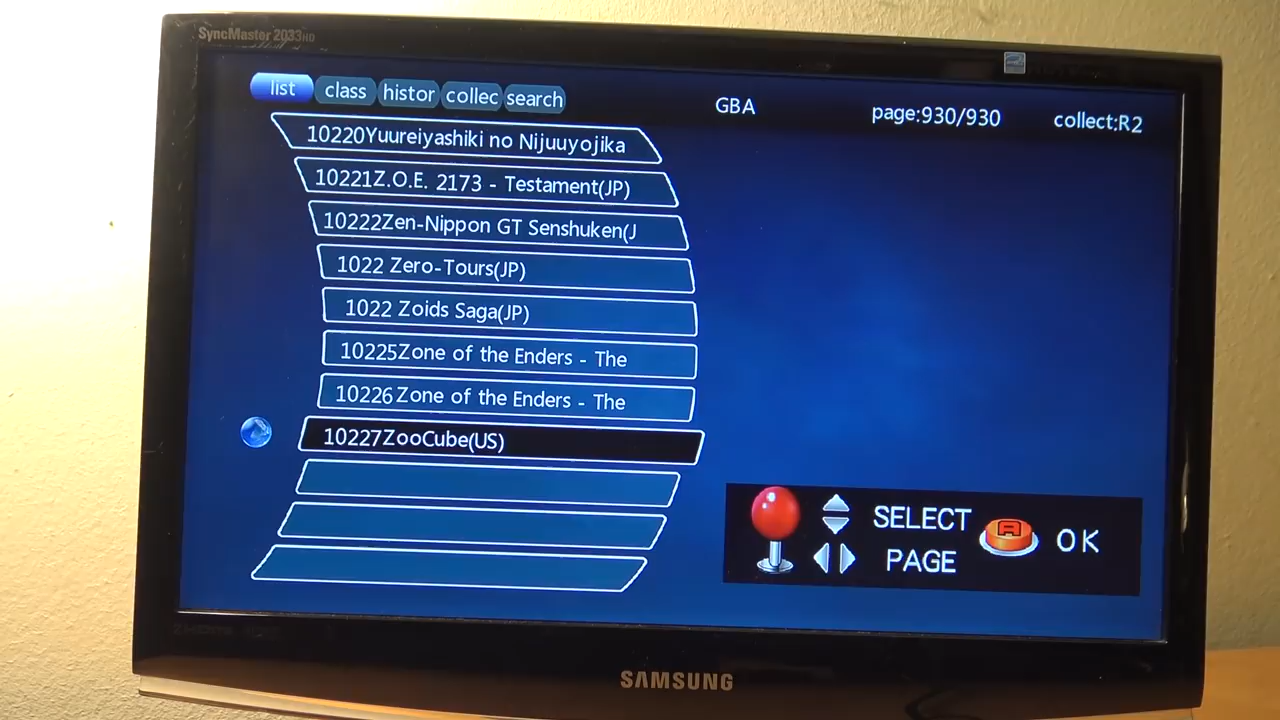 SyncMaster 2033HD
list class histor collec search GBA page:930/930 collect:R2
10220Yuureiyashiki no Nijuuyojika
10221Z.O.E. 2173 - Testament(JP)
10222Zen-Nippon GT Senshuken(J
1022 Zero-Tours(JP)
1022 Zoids Saga(JP)
10225Zone of the Enders - The
10226Zone of the Enders - The
10227ZooCube(US)
SELECT
PAGE
A OK
SAMSUNG